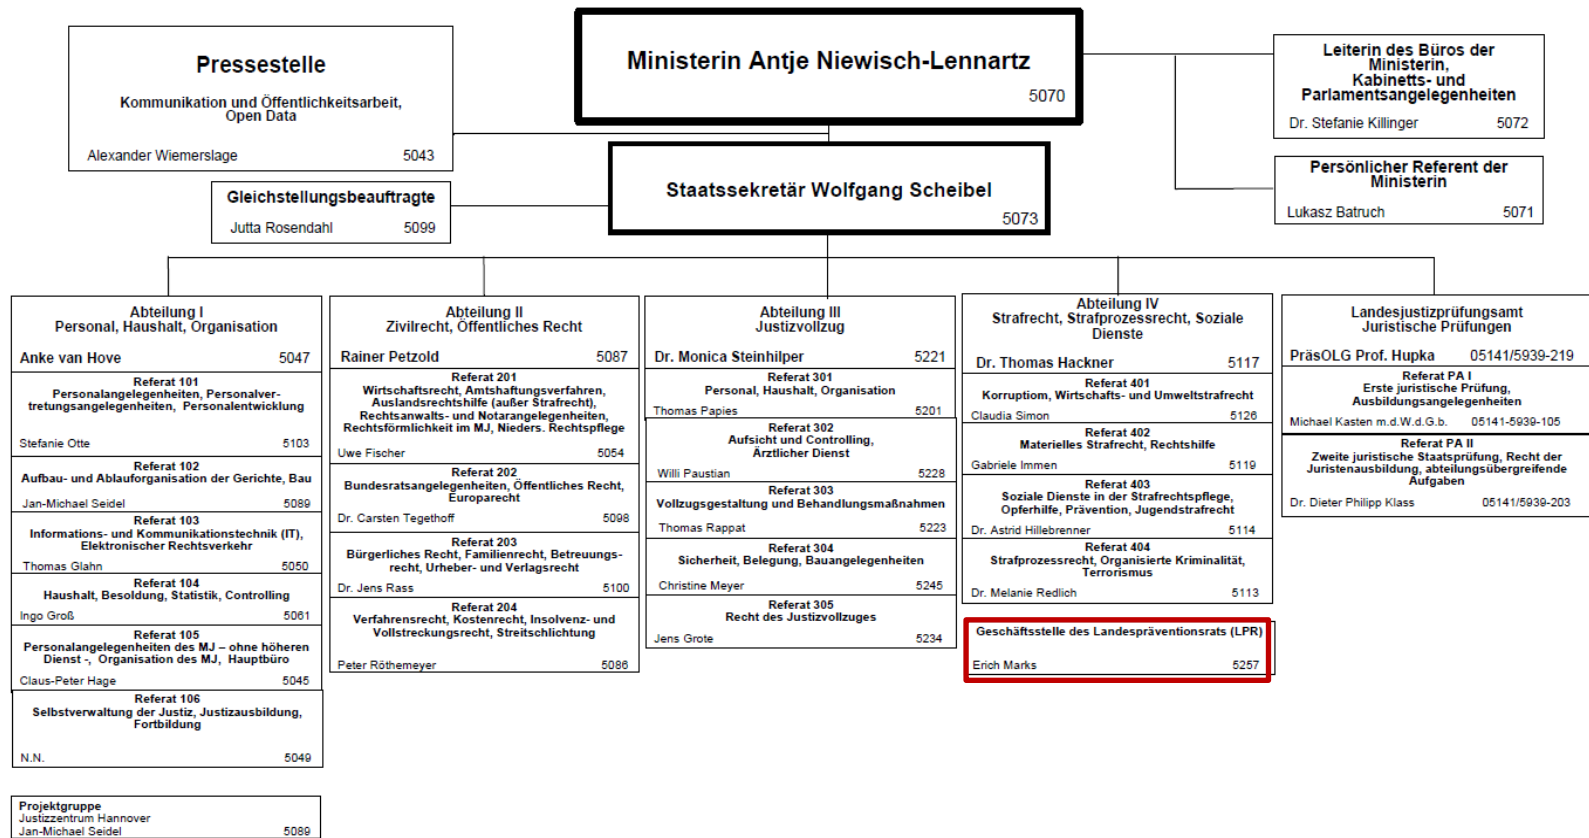 Pressestelle
Kommunikation und Öffentlichkeitsarbeit,
Open Data
Alexander Wiemerslage 5043
Ministerin Antje Niewisch-Lennartz
5070
Leiterin des Büros der
Ministerin,
Kabinetts- und
Parlamentsangelegenheiten
Dr. Stefanie Killinger 5072
Gleichstellungsbeauftragte
Jutta Rosendahl 5099
Staatssekretär Wolfgang Scheibel
5073
Persönlicher Referent der
Ministerin
Lukasz Batruch 5071
Abteilung I
Personal, Haushalt, Organisation
Anke van Hove 5047
Referat 101
Personalangelegenheiten, Personalver-
tretungsangelegenheiten, Personalentwicklung
Stefanie Otte 5103
Referat 102
Aufbau- und Ablauforganisation der Gerichte, Bau
Jan-Michael Seidel 5089
Referat 103
Informations- und Kommunikationstechnik (IT),
Elektronischer Rechtsverkehr
Thomas Glahn 5050
Referat 104
Haushalt, Besoldung, Statistik, Controlling
Ingo Groß 5061
Referat 105
Personalangelegenheiten des MJ – ohne höheren
Dienst -, Organisation des MJ, Hauptbüro
Claus-Peter Hage 5045
Referat 106
Selbstverwaltung der Justiz, Justizausbildung,
Fortbildung
N.N. 5049
Projektgruppe
Justizzentrum Hannover
Jan-Michael Seidel 5089
Abteilung II
Zivilrecht, Öffentliches Recht
Rainer Petzold 5087
Referat 201
Wirtschaftsrecht, Amtshaftungsverfahren,
Auslandsrechtshilfe (außer Strafrecht),
Rechtsanwalts- und Notarangelegenheiten,
Rechtsförmlichkeit im MJ, Nieders. Rechtspflege
Uwe Fischer 5054
Referat 202
Bundesratsangelegenheiten, Öffentliches Recht,
Europarecht
Dr. Carsten Tegethoff 5098
Referat 203
Bürgerliches Recht, Familienrecht, Betreuungs-
recht, Urheber- und Verlagsrecht
Dr. Jens Rass 5100
Referat 204
Verfahrensrecht, Kostenrecht, Insolvenz- und
Vollstreckungsrecht, Streitschlichtung
Peter Röthemeyer 5086
Abteilung III
Justizvollzug
Dr. Monica Steinhilper 5221
Referat 301
Personal, Haushalt, Organisation
Thomas Papies 5201
Referat 302
Aufsicht und Controlling,
Ärztlicher Dienst
Willi Paustian 5228
Referat 303
Vollzugsgestaltung und Behandlungsmaßnahmen
Thomas Rappat 5223
Referat 304
Sicherheit, Belegung, Bauangelegenheiten
Christine Meyer 5245
Referat 305
Recht des Justizvollzuges
Jens Grote 5234
Abteilung IV
Strafrecht, Strafprozessrecht, Soziale
Dienste
Dr. Thomas Hackner 5117
Referat 401
Korruptiom, Wirtschafts- und Umweltstrafrecht
Claudia Simon 5126
Referat 402
Materielles Strafrecht, Rechtshilfe
Gabriele Immen 5119
Referat 403
Soziale Dienste in der Strafrechtspflege,
Opferhilfe, Prävention, Jugendstrafrecht
Dr. Astrid Hillebrenner 5114
Referat 404
Strafprozessrecht, Organisierte Kriminalität,
Terrorismus
Dr. Melanie Redlich 5113
Geschäftsstelle des Landespräventionsrats (LPR)
Erich Marks 5257
Landesjustizprüfungsamt
Juristische Prüfungen
PräsOLG Prof. Hupka 05141/5939-219
Referat PA I
Erste juristische Prüfung,
Ausbildungsangelegenheiten
Michael Kasten m.d.W.d.G.b. 05141-5939-105
Referat PA II
Zweite juristische Staatsprüfung, Recht der
Juristenausbildung, abteilungsübergreifende
Aufgaben
Dr. Dieter Philipp Klass 05141/5939-203